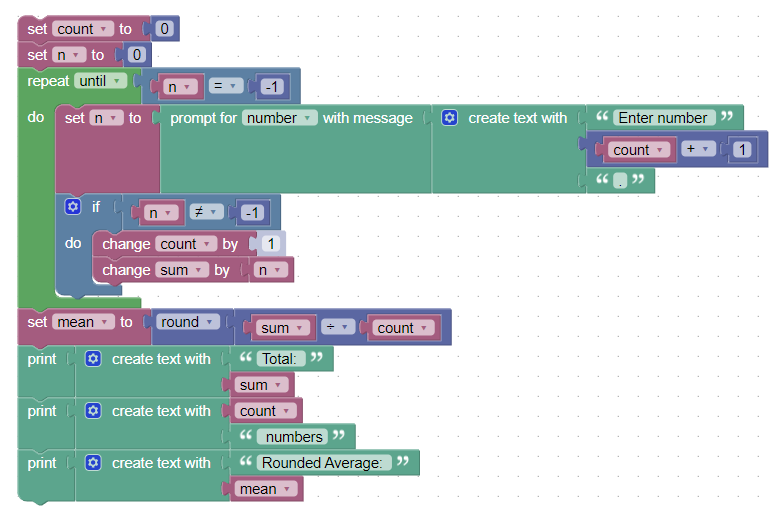 set count to 0
set n to 0
repeat until n = -1
do set n to prompt for number with message create text with “ Enter number ”
count + 1
“ . ”
if n ≠ -1
do change count by 1
change sum by n
set mean to round sum ÷ count
print create text with “ Total: ”
sum
print create text with count
“ numbers ”
print create text with “ Rounded Average: ”
mean